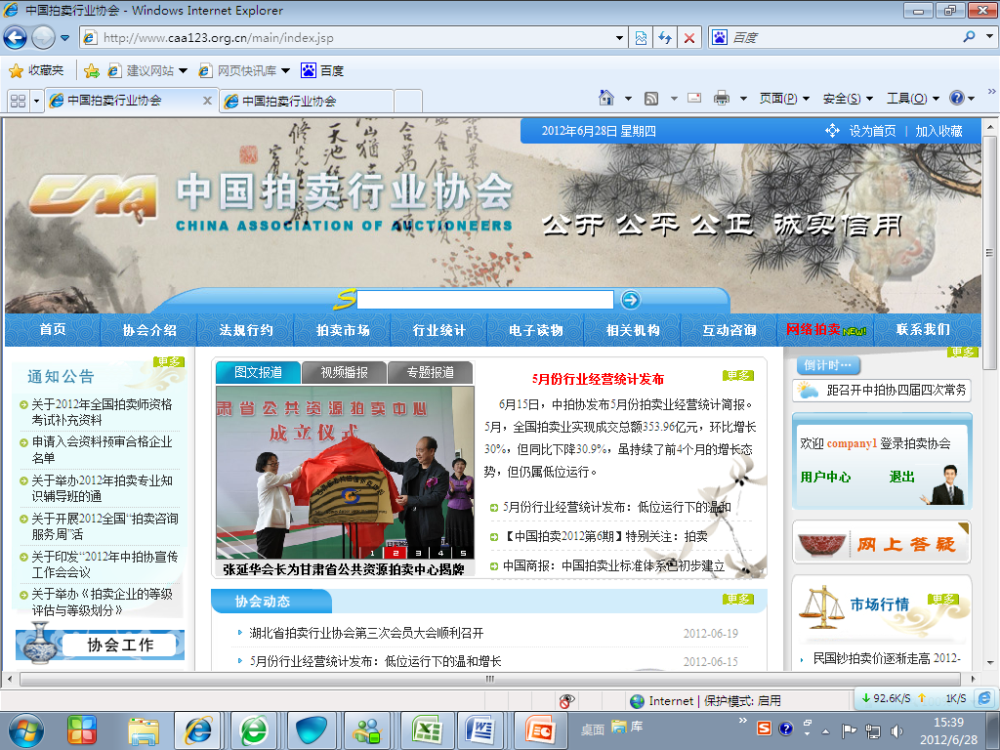 中国拍卖行业协会 - Windows Internet Explorer
http://www.caa123.org.cn/main/index.jsp
百度
收藏夹 建议网站 网页快讯库 百度
中国拍卖行业协会 中国拍卖行业协会
页面(P) 安全(S) 工具(O)
2012年6月28日 星期四 设为首页 | 加入收藏
CAA 中国拍卖行业协会
CHINA ASSOCIATION OF AUCTIONEERS
公开 公平 公正 诚实信用
首页 协会介绍 法规行约 拍卖市场 行业统计 电子读物 相关机构 互动咨询 网络拍卖 NEW! 联系我们
更多
通知公告
关于2012年全国拍卖师资格
考试补充资料
申请入会资料预审合格企业
名单
关于举办2012年拍卖专业知
识辅导班的通
关于开展2012全国“拍卖咨询
服务周”活
关于印发“2012年中拍协宣传
工作会会议
关于举办《拍卖企业的等级
评估与等级划分》
协会工作
图文报道 视频播报 专题报道
肃省公共资源拍卖中心
成立仪式
1 2 3 4 5
张延华会长为甘肃省公共资源拍卖中心揭牌
5月份行业经营统计发布 更多
6月15日，中拍协发布5月份拍卖业经营统计简报。
5月，全国拍卖业实现成交总额353.96亿元，环比增长
30%，但同比下降30.9%，虽持续了前4个月的增长态
势，但仍属低位运行。
5月份行业经营统计发布：低位运行下的温和
【中国拍卖2012第6期】特别关注：拍卖
中国商报：中国拍卖业标准体系已初步建立
协会动态 更多
湖北省拍卖行业协会第三次会员大会顺利召开 2012-06-19
5月份行业经营统计发布：低位运行下的温和增长 2012-06-15
更多
倒计时…
距召开中拍协四届四次常务
欢迎 company1 登录拍卖协会
用户中心 退出
网上答疑
市场行情 更多
民国钞拍卖价逐渐走高 2012-
Internet | 保护模式: 启用
92.6K/S 1K/S
桌面 库
15:39
2012/6/28